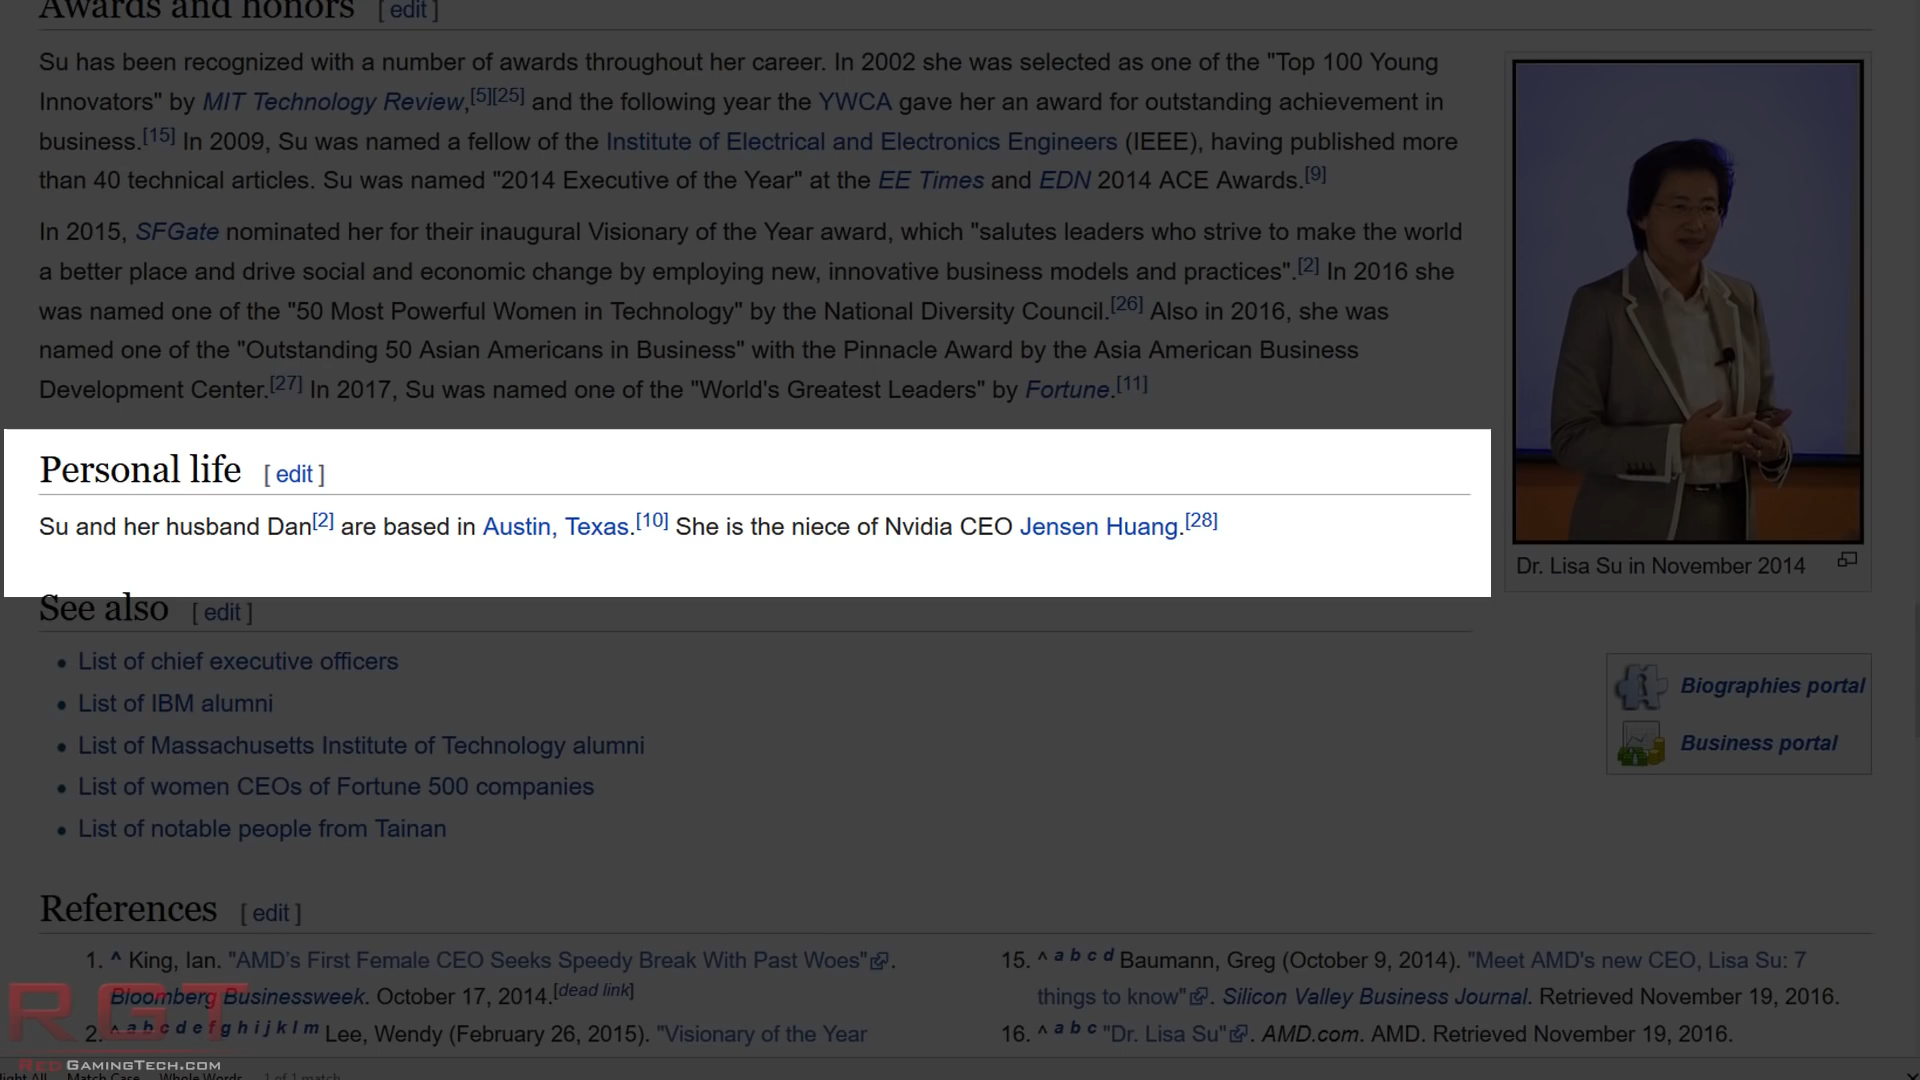 Awards and honors [ edit ]
Su has been recognized with a number of awards throughout her career. In 2002 she was selected as one of the "Top 100 Young
Innovators" by MIT Technology Review,[5][25] and the following year the YWCA gave her an award for outstanding achievement in
business.[15] In 2009, Su was named a fellow of the Institute of Electrical and Electronics Engineers (IEEE), having published more
than 40 technical articles. Su was named "2014 Executive of the Year" at the EE Times and EDN 2014 ACE Awards.[9]
In 2015, SFGate nominated her for their inaugural Visionary of the Year award, which "salutes leaders who strive to make the world
a better place and drive social and economic change by employing new, innovative business models and practices".[2] In 2016 she
was named one of the "50 Most Powerful Women in Technology" by the National Diversity Council.[26] Also in 2016, she was
named one of the "Outstanding 50 Asian Americans in Business" with the Pinnacle Award by the Asia American Business
Development Center.[27] In 2017, Su was named one of the "World's Greatest Leaders" by Fortune.[11]
Dr. Lisa Su in November 2014
Personal life [ edit ]
Su and her husband Dan[2] are based in Austin, Texas.[10] She is the niece of Nvidia CEO Jensen Huang.[28]
See also [ edit ]
List of chief executive officers
List of IBM alumni
List of Massachusetts Institute of Technology alumni
List of women CEOs of Fortune 500 companies
List of notable people from Tainan
Biographies portal
Business portal
References [ edit ]
1. ^ King, Ian. "AMD's First Female CEO Seeks Speedy Break With Past Woes".
Bloomberg Businessweek. October 17, 2014.[dead link]
2. ^ a b c d e f g h i j k l m Lee, Wendy (February 26, 2015). "Visionary of the Year
15. ^ a b c d Baumann, Greg (October 9, 2014). "Meet AMD's new CEO, Lisa Su: 7
things to know". Silicon Valley Business Journal. Retrieved November 19, 2016.
16. ^ a b c "Dr. Lisa Su". AMD.com. AMD. Retrieved November 19, 2016.
RGT
REDGAMINGTECH.COM
All Match Case Whole Words 1 of 1 match